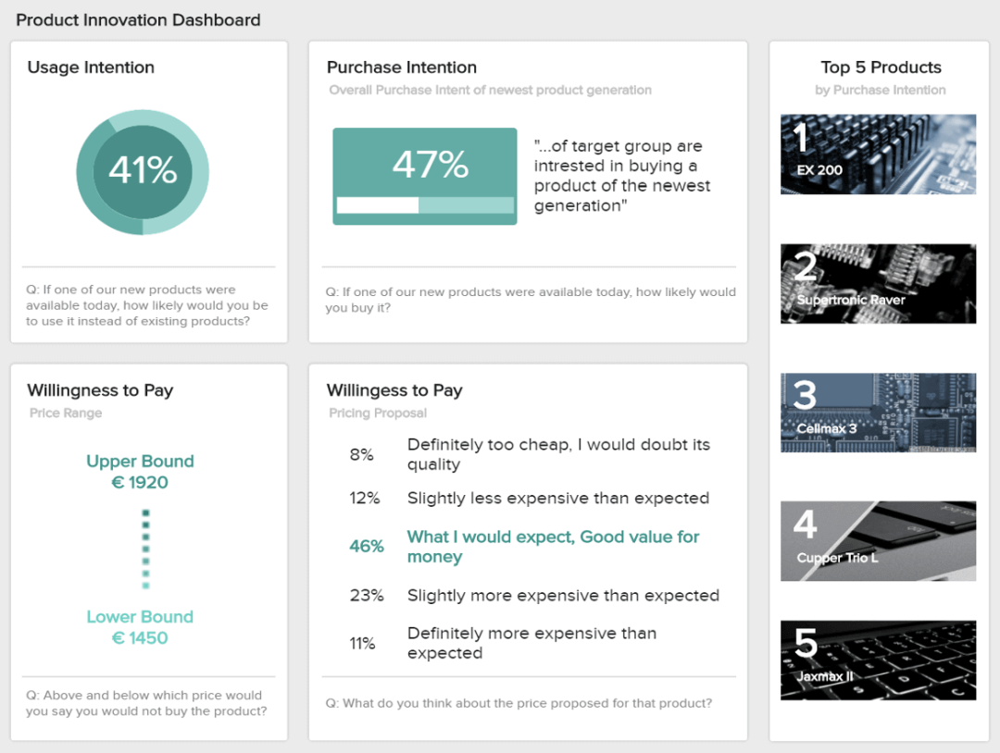 Product Innovation Dashboard
Usage Intention
41%
Q: If one of our new products were
available today, how likely would you be
to use it instead of existing products?
Purchase Intention
Overall Purchase Intent of newest product generation
47%
"...of target group are
intrested in buying a
product of the newest
generation"
Q: If one of our new products were available today, how likely would
you buy it?
Willingness to Pay
Price Range
Upper Bound
€ 1920
Lower Bound
€ 1450
Q: Above and below which price would
you say you would not buy the product?
Willingess to Pay
Pricing Proposal
8% Definitely too cheap, I would doubt its
quality
12% Slightly less expensive than expected
46% What I would expect, Good value for
money
23% Slightly more expensive than expected
11% Definitely more expensive than
expected
Q: What do you think about the price proposed for that product?
Top 5 Products
by Purchase Intention
1
EX 200
2
Supertronic Raver
3
Cellmax 3
4
Cupper Trio L
5
Jaxmax II